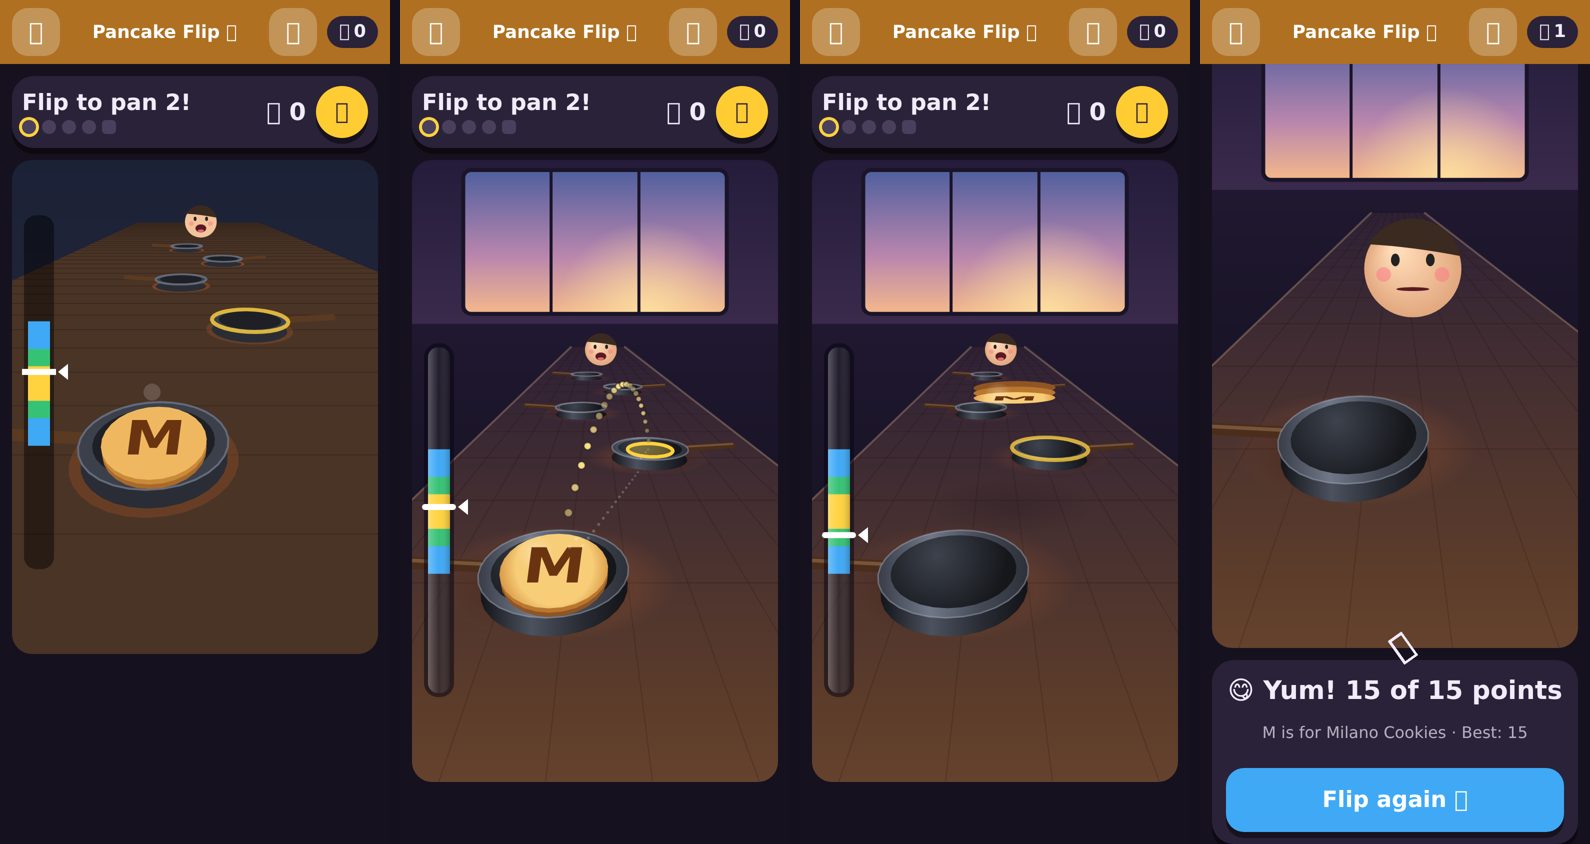 Pancake Flip
0
Flip to pan 2!
0
M
Pancake Flip
0
Flip to pan 2!
0
M
Pancake Flip
0
Flip to pan 2!
0
M
Pancake Flip
1
😋 Yum! 15 of 15 points
M is for Milano Cookies · Best: 15
Flip again